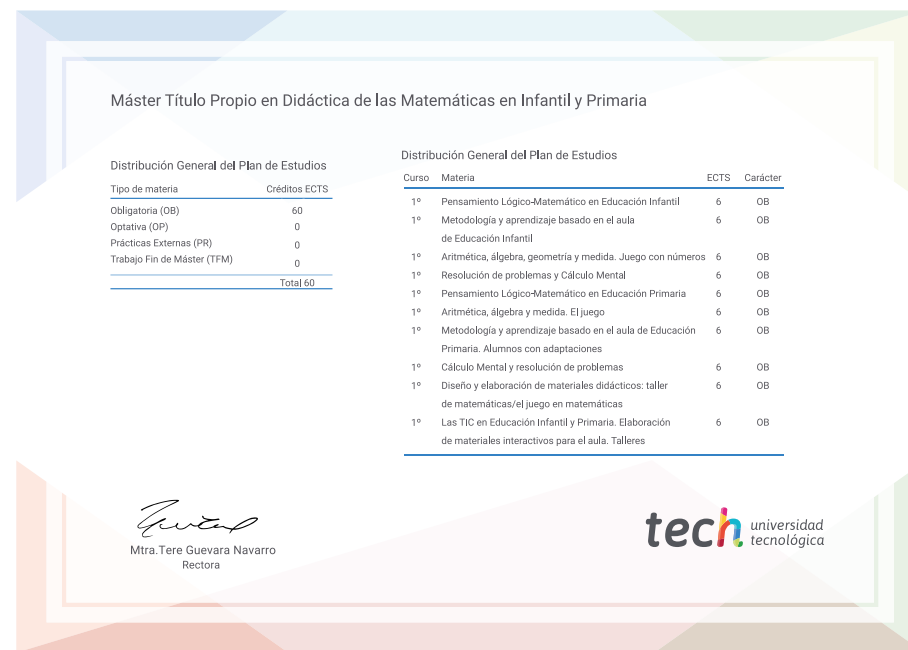 Máster Título Propio en Didáctica de las Matemáticas en Infantil y Primaria
Distribución General del Plan de Estudios
Tipo de materia Créditos ECTS
Obligatoria (OB) 60
Optativa (OP) 0
Prácticas Externas (PR) 0
Trabajo Fin de Máster (TFM) 0
Total 60
Distribución General del Plan de Estudios
Curso Materia ECTS Carácter
1º Pensamiento Lógico-Matemático en Educación Infantil 6 OB
1º Metodología y aprendizaje basado en el aula 6 OB
de Educación Infantil
1º Aritmética, álgebra, geometría y medida. Juego con números 6 OB
1º Resolución de problemas y Cálculo Mental 6 OB
1º Pensamiento Lógico-Matemático en Educación Primaria 6 OB
1º Aritmética, álgebra y medida. El juego 6 OB
1º Metodología y aprendizaje basado en el aula de Educación 6 OB
Primaria. Alumnos con adaptaciones
1º Cálculo Mental y resolución de problemas 6 OB
1º Diseño y elaboración de materiales didácticos: taller 6 OB
de matemáticas/el juego en matemáticas
1º Las TIC en Educación Infantil y Primaria. Elaboración 6 OB
de materiales interactivos para el aula. Talleres
Mtra.Tere Guevara Navarro
Rectora
tech universidad
tecnológica